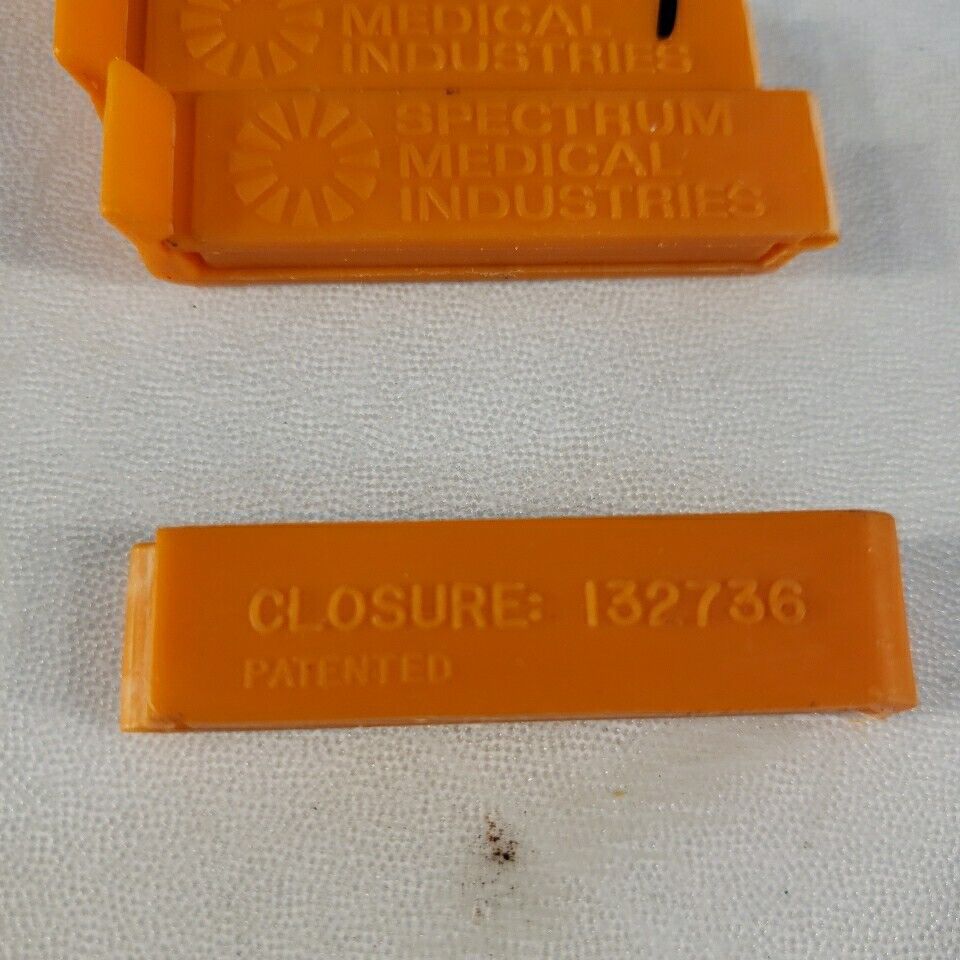 MEDICAL
INDUSTRIES
SPECTRUM
MEDICAL
INDUSTRIES
CLOSURE: 132736
PATENTED